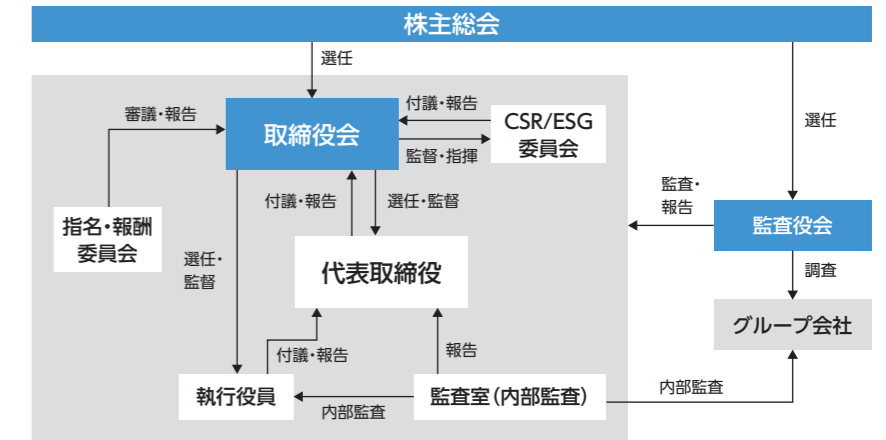 株主総会
選任
選任
審議・報告
取締役会
付議・報告
監督・指揮
CSR/ESG
委員会
指名・報酬
委員会
付議・報告
選任・監督
監査・
報告
監査役会
選任・
監督
代表取締役
調査
グループ会社
付議・報告
報告
執行役員
内部監査
監査室（内部監査）
内部監査